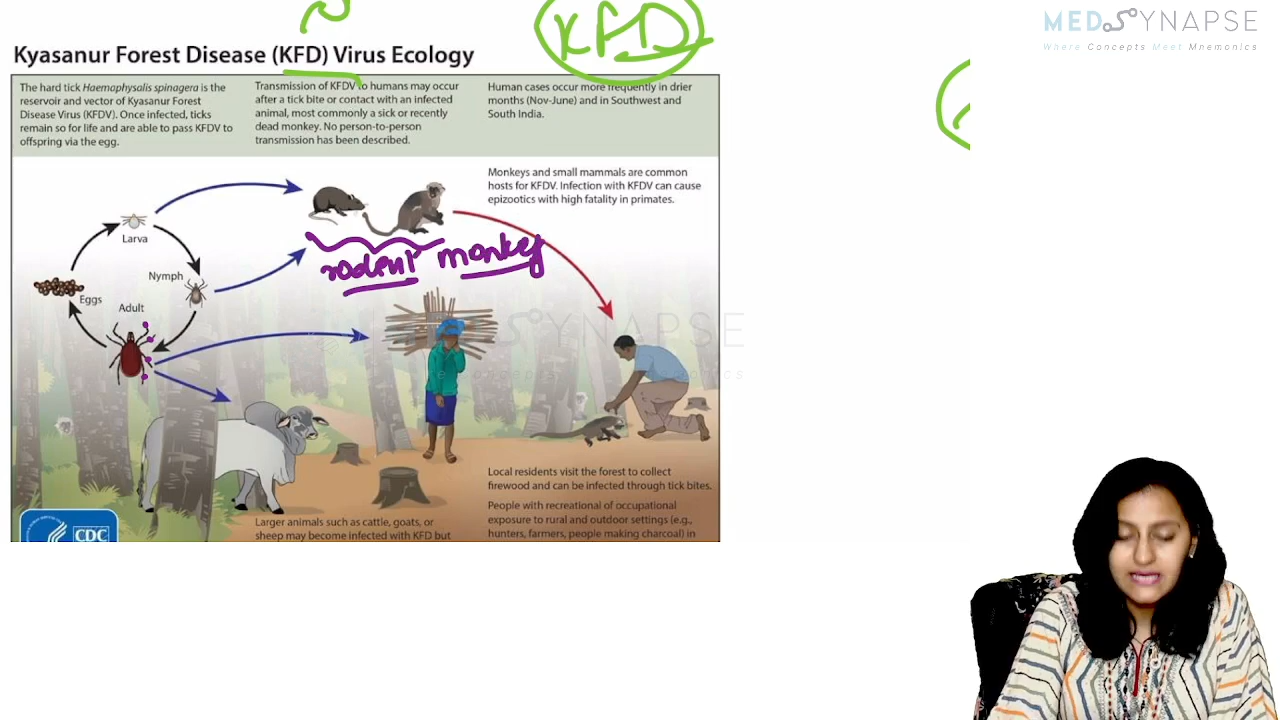 KFD
MEDSYNAPSE
Where Concepts Meet Mnemonics
Kyasanur Forest Disease (KFD) Virus Ecology
The hard tick Haemaphysalis spinagera is the
reservoir and vector of Kyasanur Forest
Disease Virus (KFDV). Once infected, ticks
remain so for life and are able to pass KFDV to
offspring via the egg.
Transmission of KFDV to humans may occur
after a tick bite or contact with an infected
animal, most commonly a sick or recently
dead monkey. No person-to-person
transmission has been described.
Human cases occur more frequently in drier
months (Nov-June) and in Southwest and
South India.
Monkeys and small mammals are common
hosts for KFDV. Infection with KFDV can cause
epizootics with high fatality in primates.
Larva
Nymph
Eggs
Adult
rodent monkey
Local residents visit the forest to collect
firewood and can be infected through tick bites.
People with recreational of occupational
exposure to rural and outdoor settings (e.g.,
hunters, farmers, people making charcoal) in
Larger animals such as cattle, goats, or
sheep may become infected with KFD but
CDC